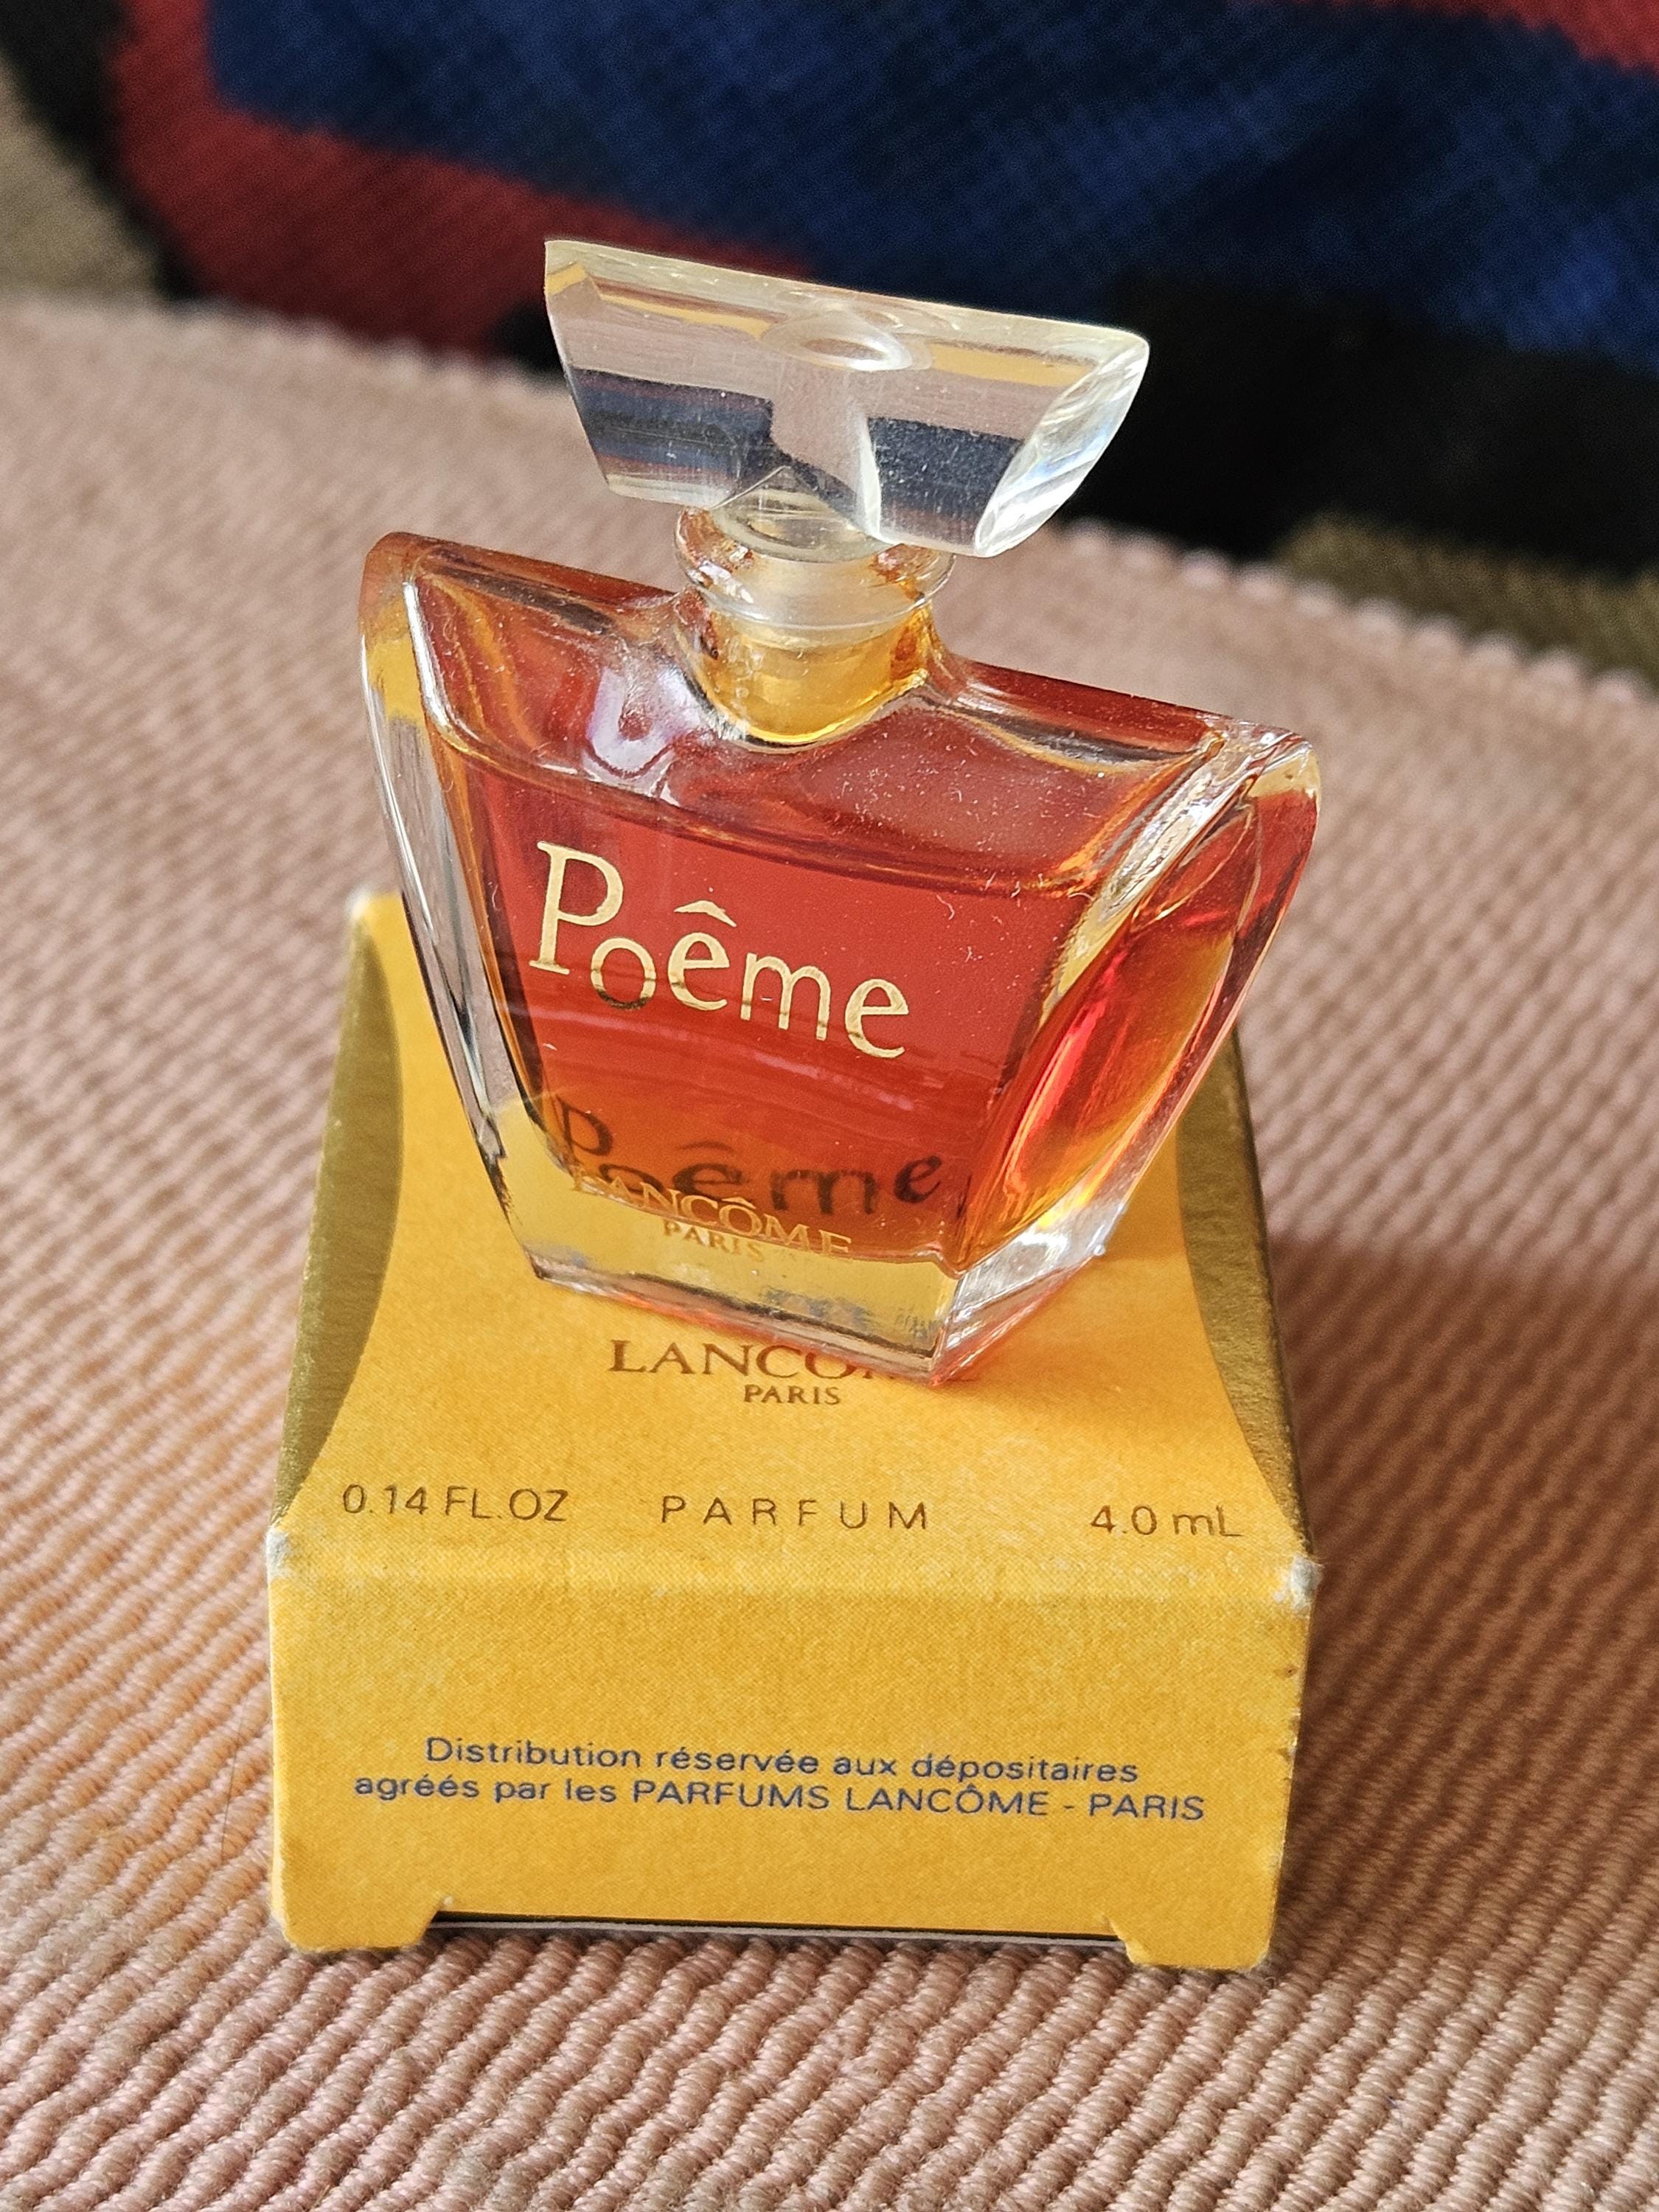 Poême
LANCÔME
PARIS
LANCÔME
PARIS
0.14 FL.OZ PARFUM 4.0 mL
Distribution réservée aux dépositaires
agréés par les PARFUMS LANCÔME - PARIS